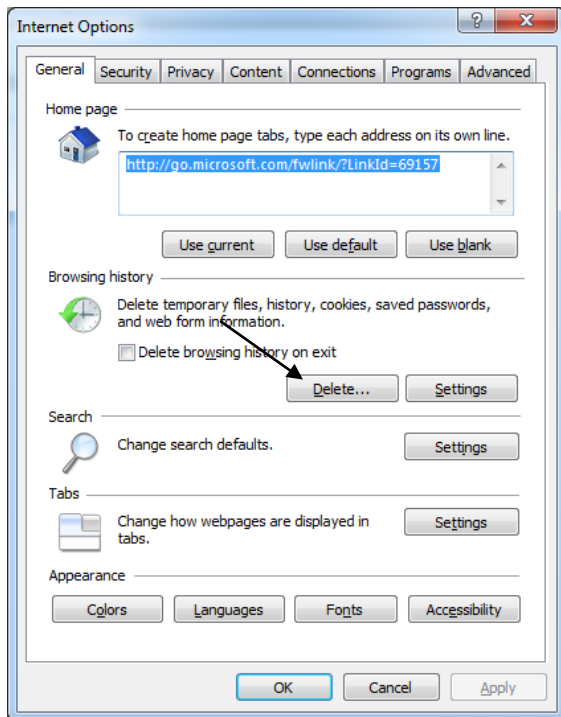 Internet Options
General Security Privacy Content Connections Programs Advanced
Home page
To create home page tabs, type each address on its own line.
http://go.microsoft.com/fwlink/?LinkId=69157
Use current Use default Use blank
Browsing history
Delete temporary files, history, cookies, saved passwords,
and web form information.
Delete browsing history on exit
Delete... Settings
Search
Change search defaults.
Settings
Tabs
Change how webpages are displayed in
tabs.
Settings
Appearance
Colors Languages Fonts Accessibility
OK Cancel Apply